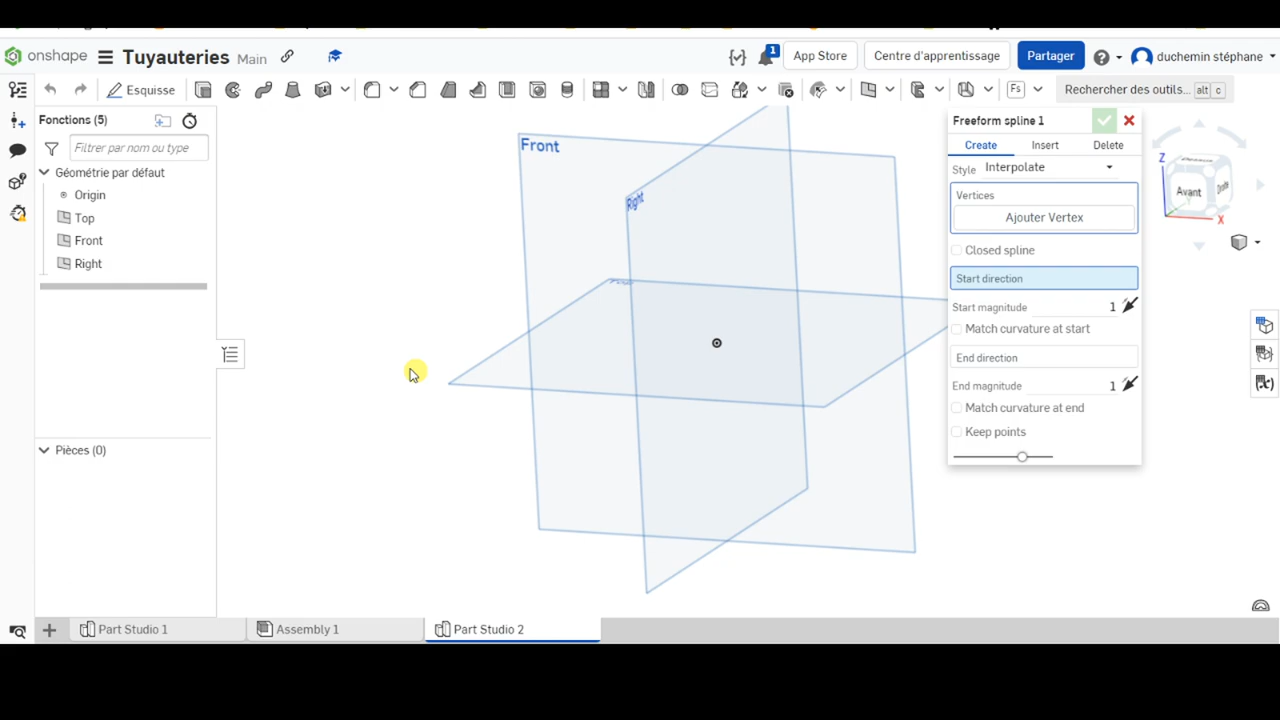 onshape Tuyauteries Main 1 App Store Centre d'apprentissage Partager duchemin stéphane
Esquisse Fs Rechercher des outils... alt c
Fonctions (5)
Filtrer par nom ou type
Géométrie par défaut
Origin
Top
Front
Right
Pièces (0)
Front
Right
Freeform spline 1
Create Insert Delete
Style Interpolate
Vertices
Ajouter Vertex
Closed spline
Start direction
Start magnitude 1
Match curvature at start
End direction
End magnitude 1
Match curvature at end
Keep points
Z
Avant
X
Part Studio 1 Assembly 1 Part Studio 2